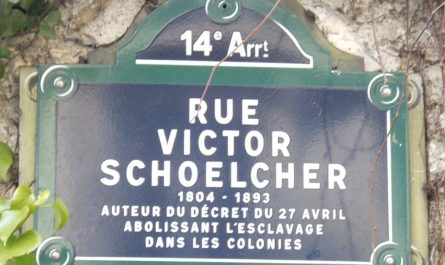 14e Arrt
RUE
VICTOR
SCHOELCHER
1804 - 1893
AUTEUR DU DÉCRET DU 27 AVRIL
ABOLISSANT L'ESCLAVAGE
DANS LES COLONIES